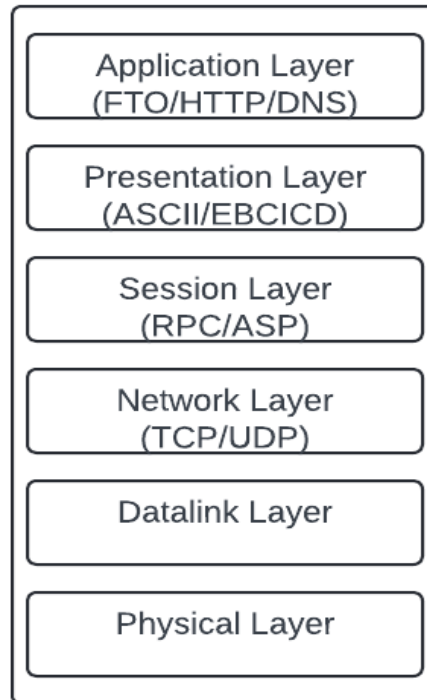 Application Layer
(FTO/HTTP/DNS)
Presentation Layer
(ASCII/EBCICD)
Session Layer
(RPC/ASP)
Network Layer
(TCP/UDP)
Datalink Layer
Physical Layer